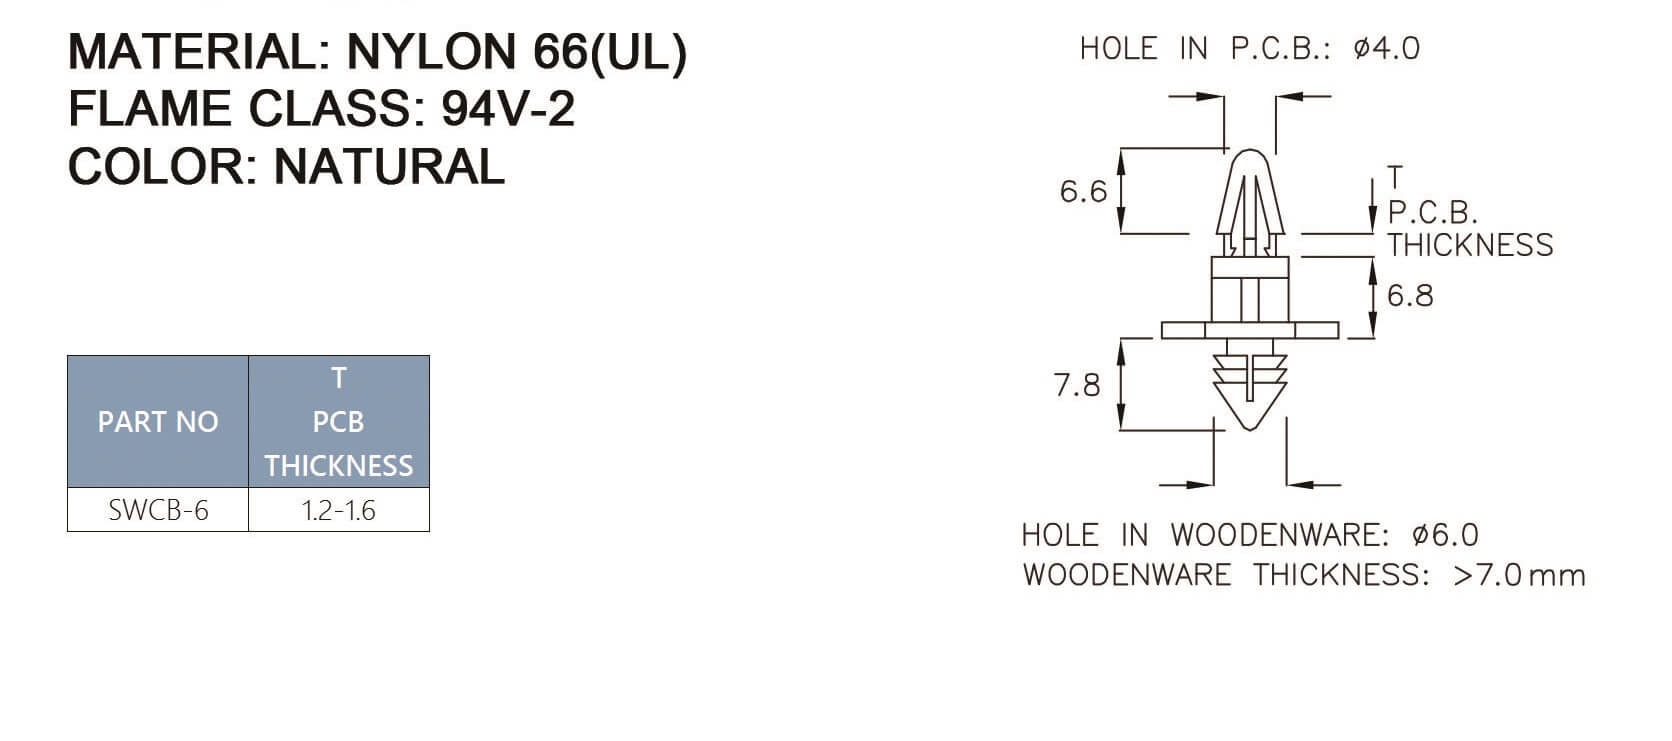 MATERIAL: NYLON 66(UL)
FLAME CLASS: 94V-2
COLOR: NATURAL
PART NO
T
PCB
THICKNESS
SWCB-6
1.2-1.6
HOLE IN P.C.B.: ø4.0
6.6
T
P.C.B.
THICKNESS
6.8
7.8
HOLE IN WOODENWARE: ø6.0
WOODENWARE THICKNESS: >7.0mm